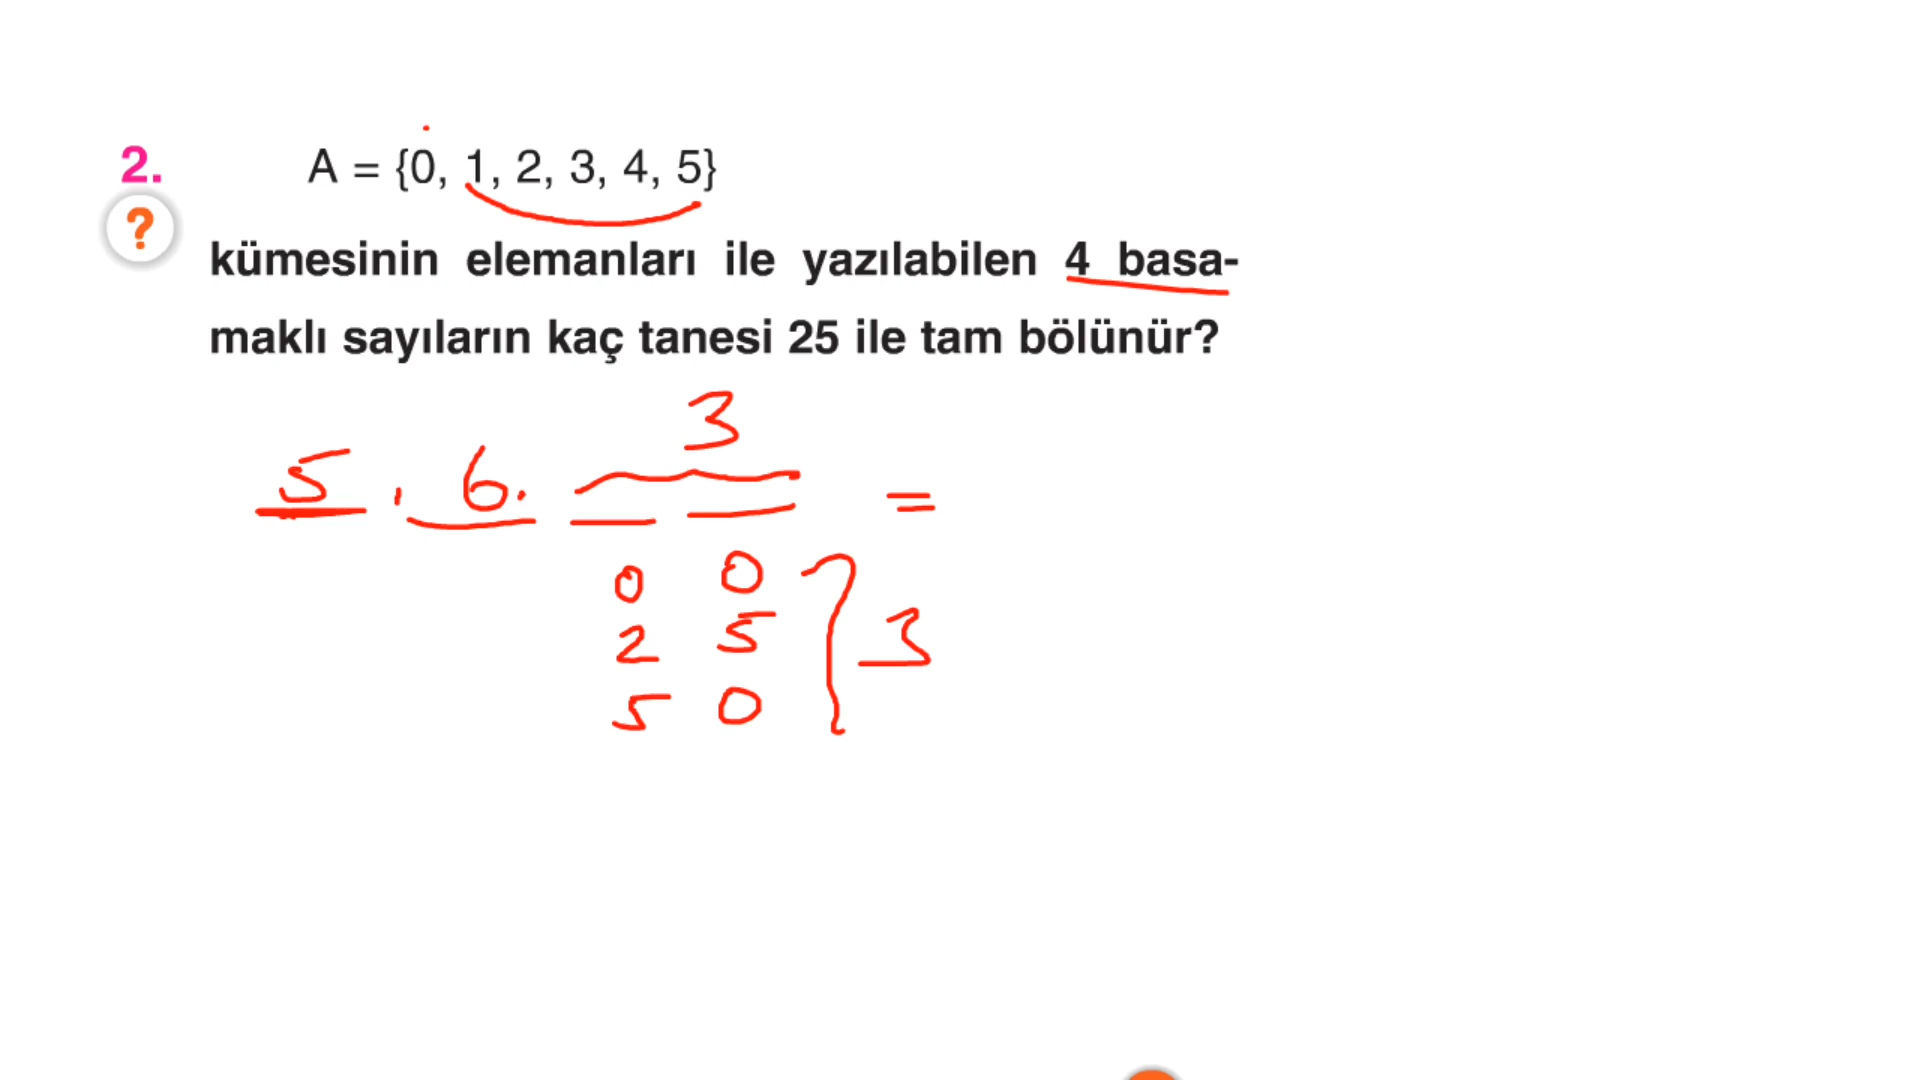 2. A = {0, 1, 2, 3, 4, 5}
?
kümesinin elemanları ile yazılabilen 4 basa-
maklı sayıların kaç tanesi 25 ile tam bölünür?
3
5 . 6 . =
0 0
2 5 3
5 0